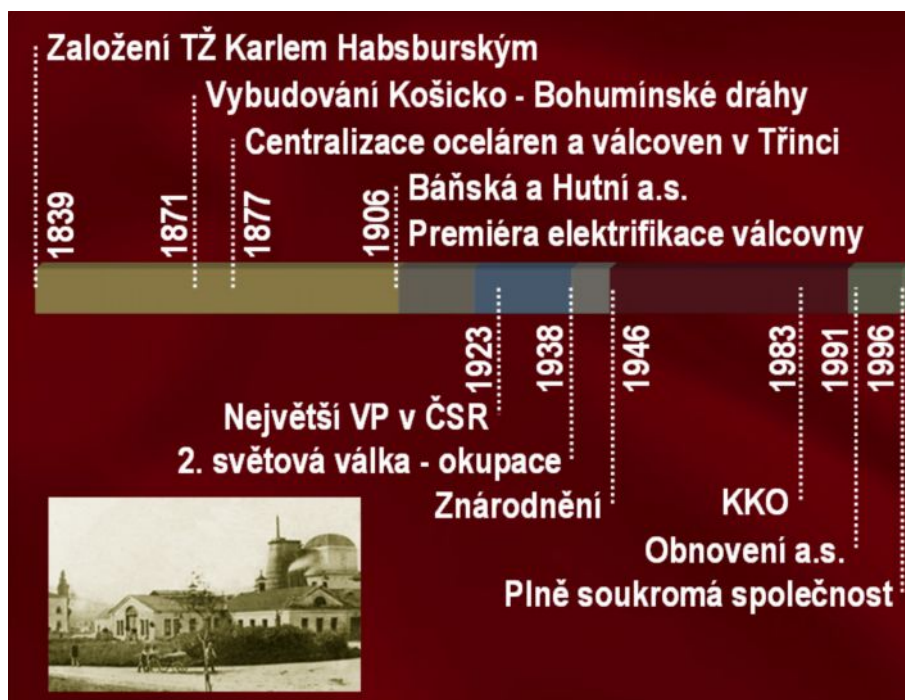 Založení TŽ Karlem Habsburským
Vybudování Košicko - Bohumínské dráhy
Centralizace oceláren a válcoven v Třinci
Báňská a Hutní a.s.
Premiéra elektrifikace válcovny
1839
1871
1877
1906
1923
1938
1946
1983
1991
1996
Největší VP v ČSR
2. světová válka - okupace
Znárodnění
KKO
Obnovení a.s.
Plně soukromá společnost